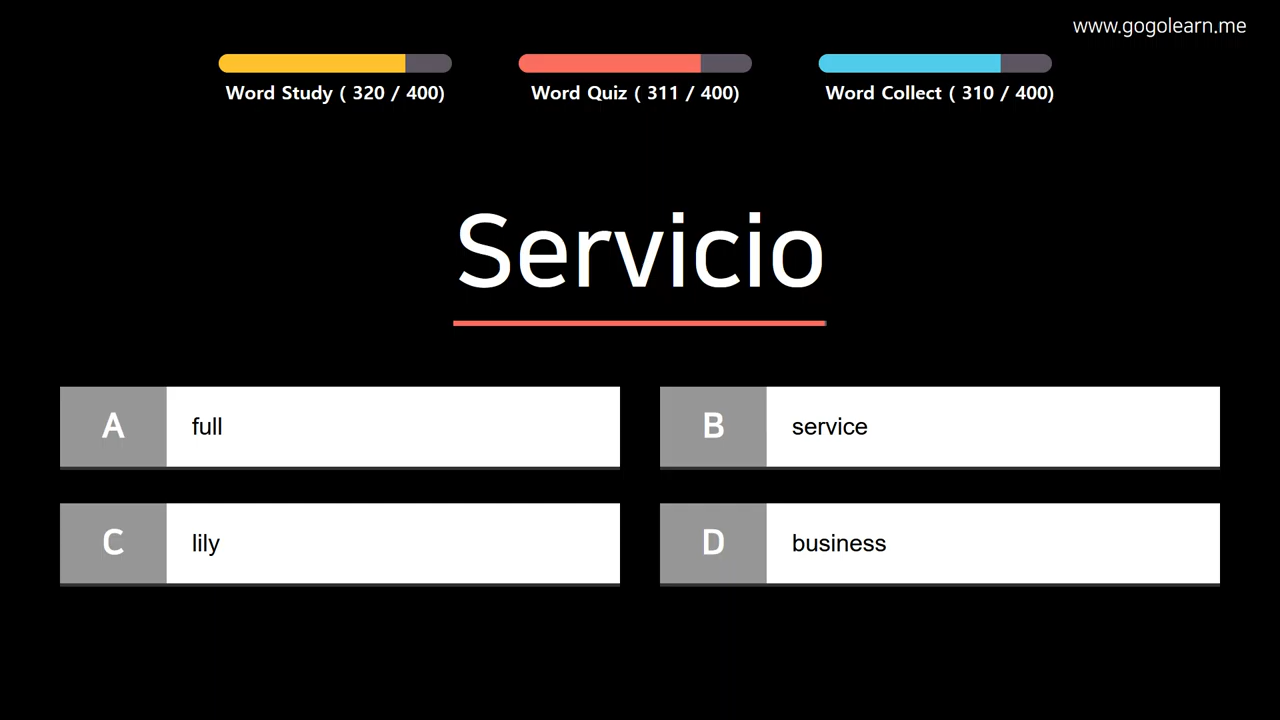 www.gogolearn.me
Word Study ( 320 / 400)
Word Quiz ( 311 / 400)
Word Collect ( 310 / 400)
Servicio
A full
B service
C lily
D business